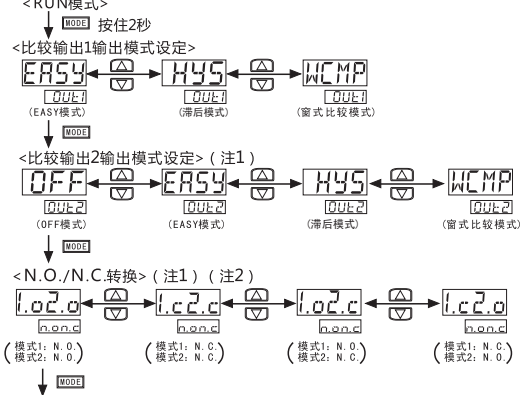 <RUN模式>
MODE 按住2秒
<比较输出1输出模式设定>
EASY HYS WCMP
OUt1 OUt1 OUt1
(EASY模式) (滞后模式) (窗式比较模式)
MODE
<比较输出2输出模式设定>（注1）
OFF EASY HYS WCMP
OUt2 OUt2 OUt2 OUt2
(OFF模式) (EASY模式) (滞后模式) (窗式比较模式)
MODE
<N.O./N.C.转换>（注1）（注2）
1.o2.o 1.c2.c 1.o2.c 1.c2.o
n.on.c n.on.c n.on.c n.on.c
(模式1: N.O. (模式1: N.C. (模式1: N.O. (模式1: N.C.
模式2: N.O.) 模式2: N.C.) 模式2: N.C.) 模式2: N.O.)
MODE